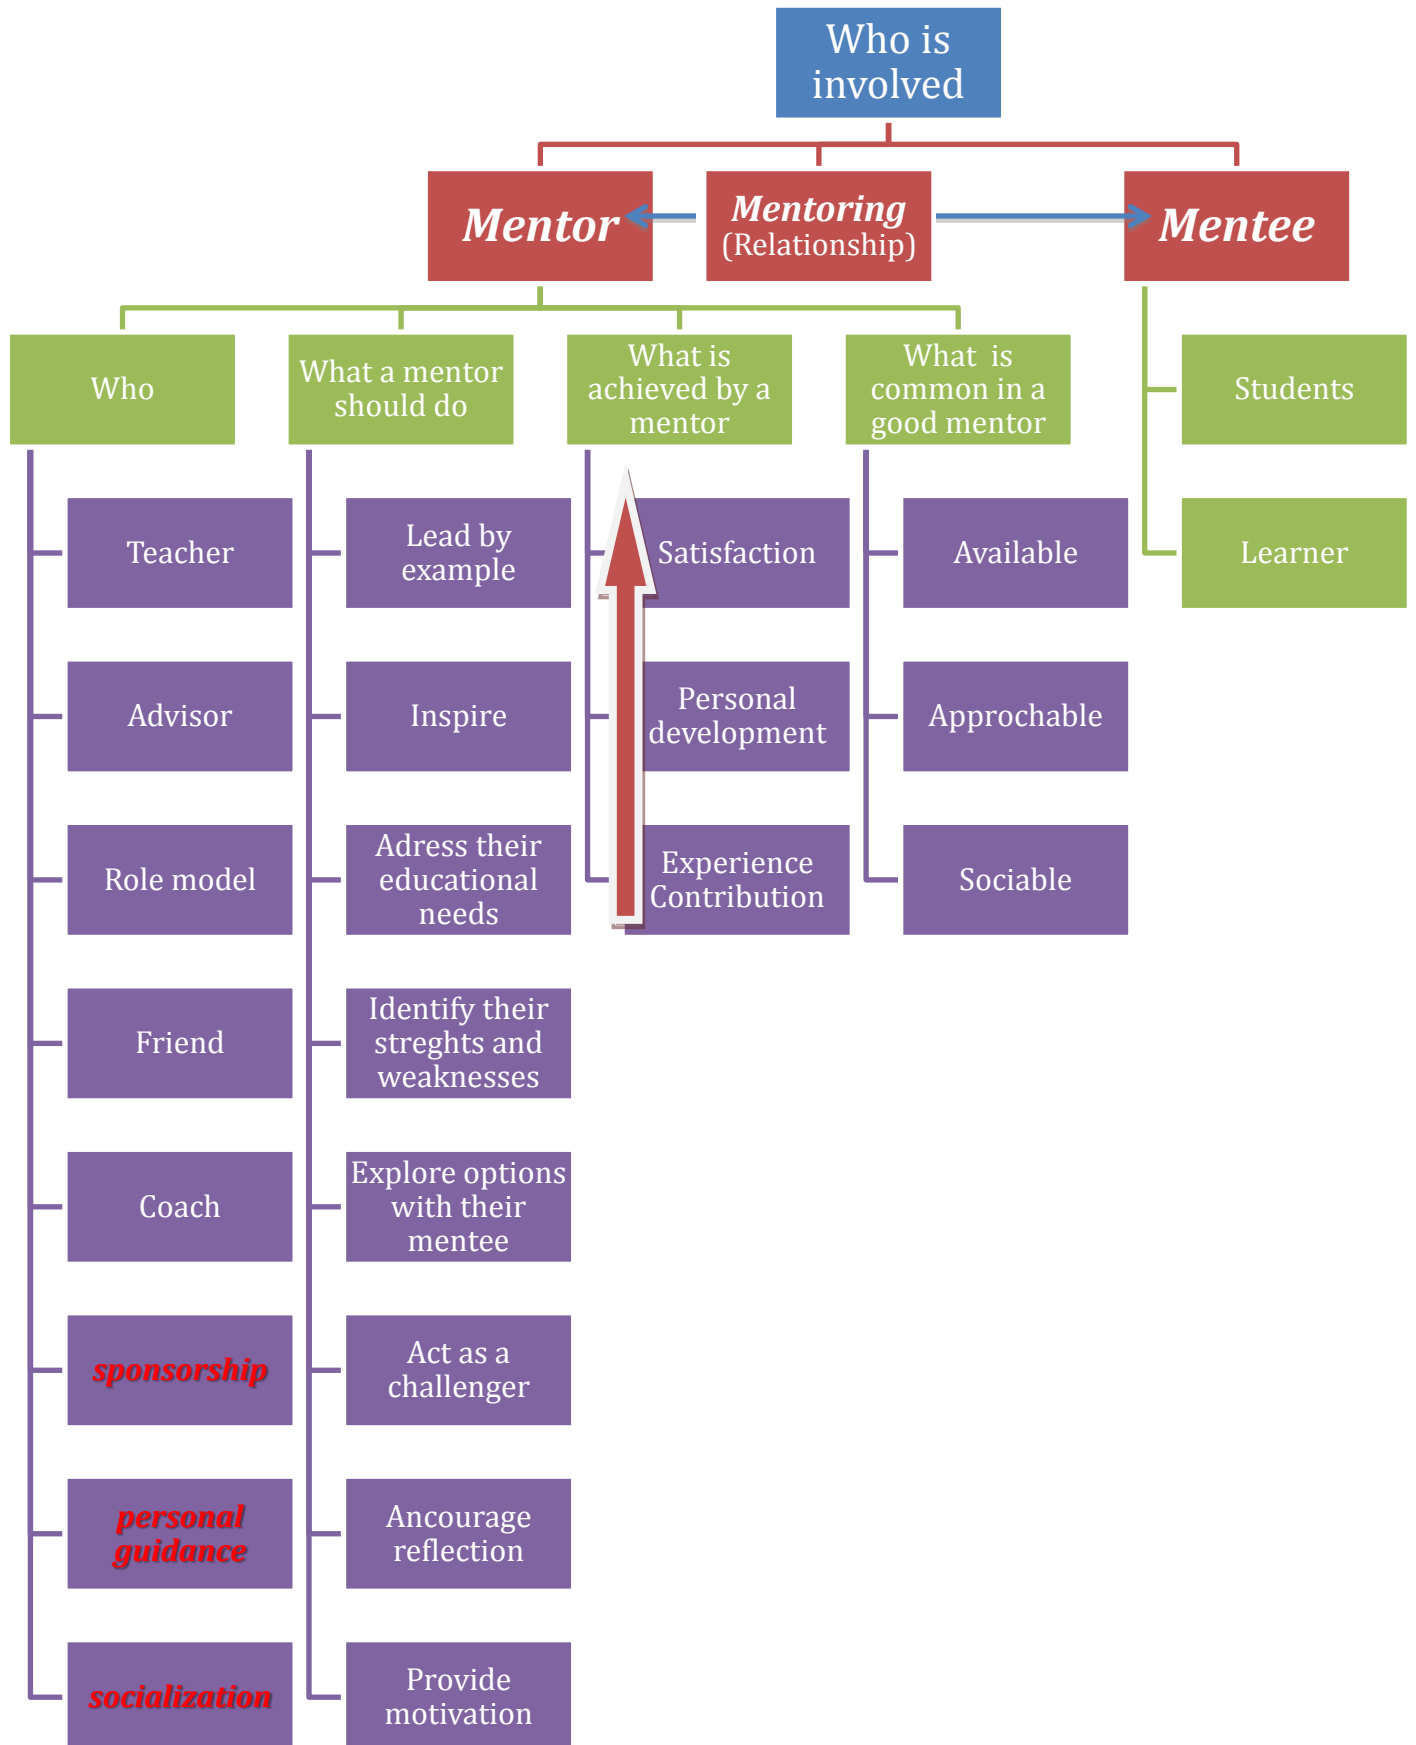 Who is
involved
Mentor
Mentoring
(Relationship)
Mentee
Who
What a mentor
should do
What is
achieved by a
mentor
What is
common in a
good mentor
Students
Learner
Teacher
Advisor
Role model
Friend
Coach
sponsorship
personal
guidance
socialization
Lead by
example
Inspire
Adress their
educational
needs
Identify their
streghts and
weaknesses
Explore options
with their
mentee
Act as a
challenger
Ancourage
reflection
Provide
motivation
Satisfaction
Personal
development
Experience
Contribution
Available
Approchable
Sociable